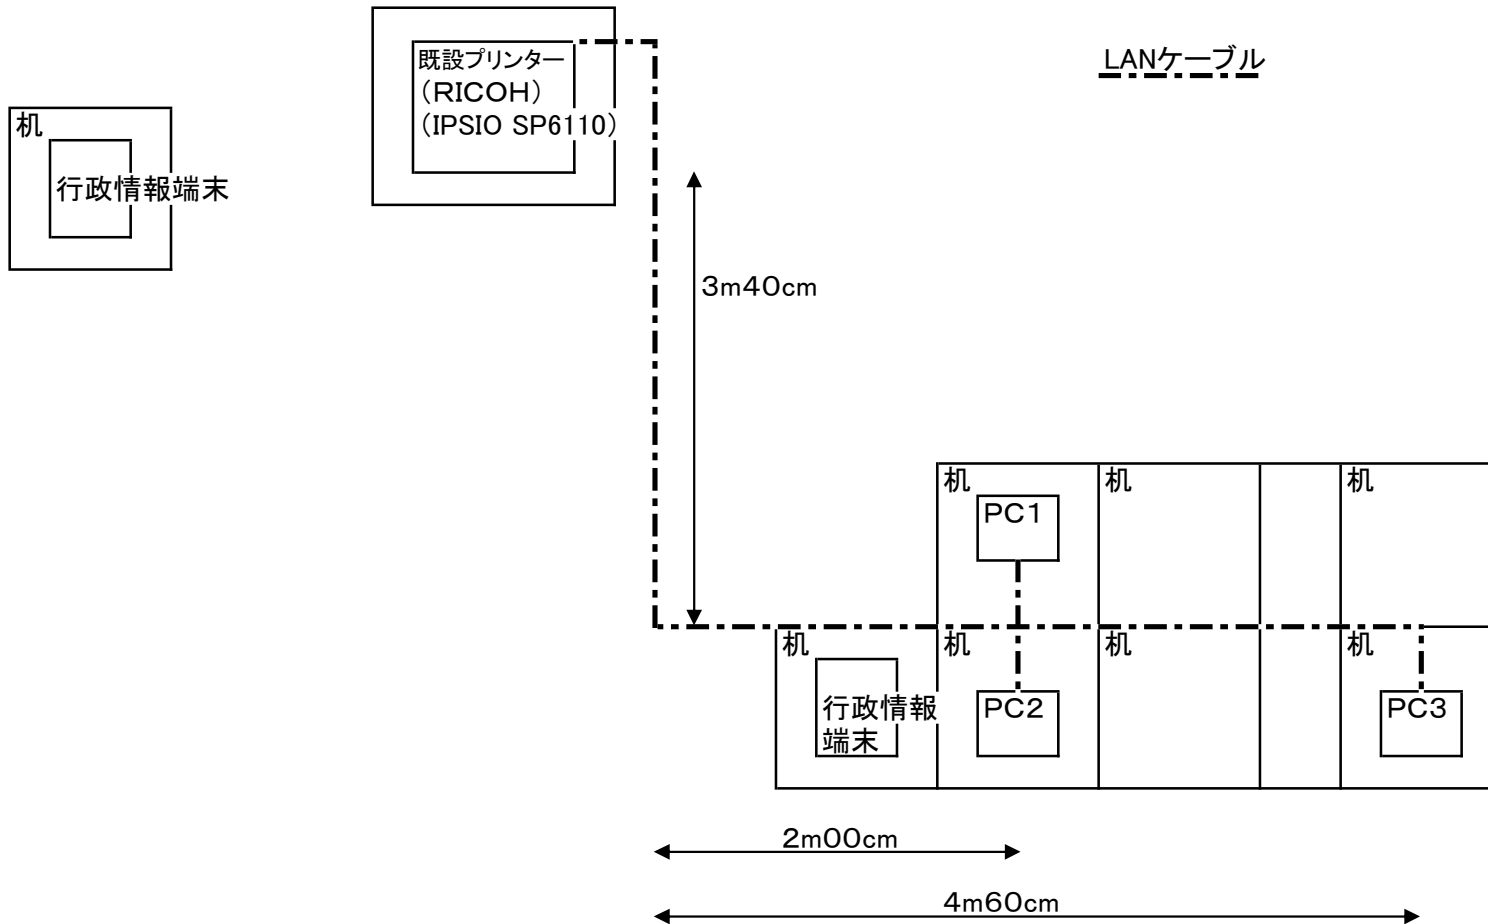 既設プリンター
(RICOH)
(IPSIO SP6110)
LANケーブル
机
行政情報端末
3m40cm
机
机
机
PC1
机
机
机
机
行政情報
端末
PC2
PC3
2m00cm
4m60cm